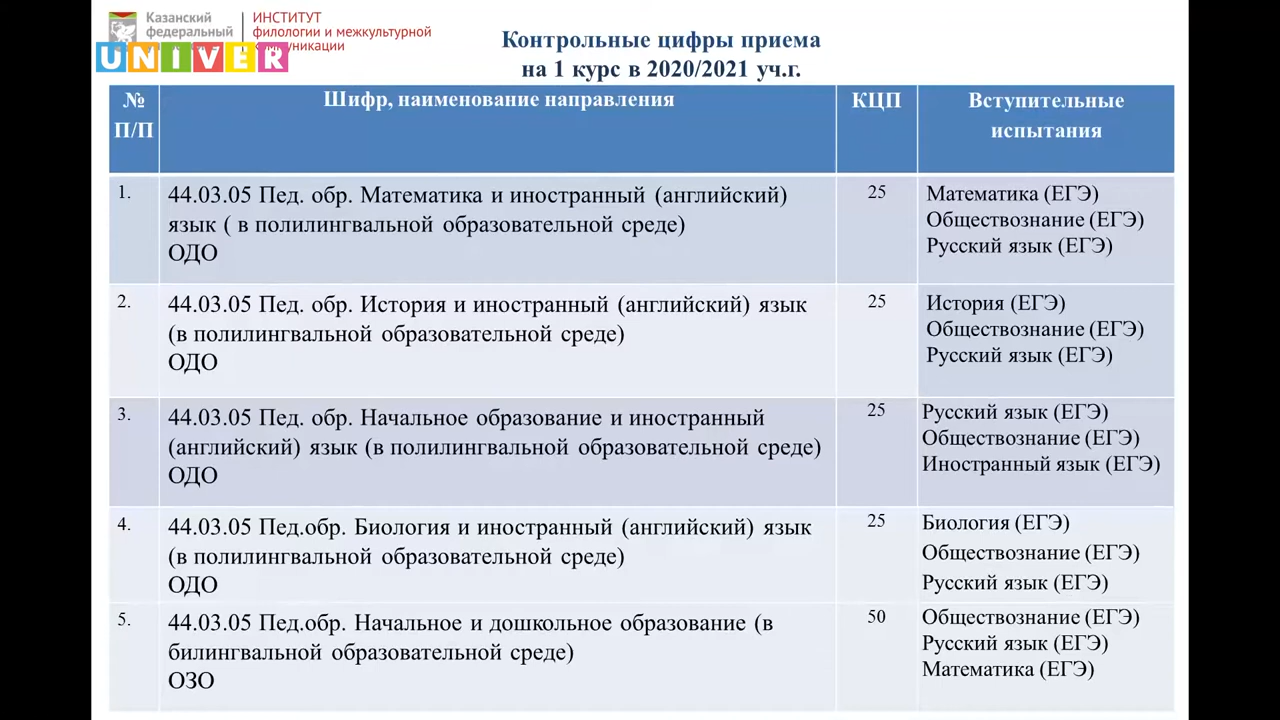 Казанский
федеральный
ИНСТИТУТ
филологии и межкультурной
UNIVER
Контрольные цифры приема
на 1 курс в 2020/2021 уч.г.
№
П/П
Шифр, наименование направления
КЦП
Вступительные
испытания
1.
44.03.05 Пед. обр. Математика и иностранный (английский)
язык ( в полилингвальной образовательной среде)
ОДО
25
Математика (ЕГЭ)
Обществознание (ЕГЭ)
Русский язык (ЕГЭ)
2.
44.03.05 Пед. обр. История и иностранный (английский) язык
(в полилингвальной образовательной среде)
ОДО
25
История (ЕГЭ)
Обществознание (ЕГЭ)
Русский язык (ЕГЭ)
3.
44.03.05 Пед. обр. Начальное образование и иностранный
(английский) язык (в полилингвальной образовательной среде)
ОДО
25
Русский язык (ЕГЭ)
Обществознание (ЕГЭ)
Иностранный язык (ЕГЭ)
4.
44.03.05 Пед.обр. Биология и иностранный (английский) язык
(в полилингвальной образовательной среде)
ОДО
25
Биология (ЕГЭ)
Обществознание (ЕГЭ)
Русский язык (ЕГЭ)
5.
44.03.05 Пед.обр. Начальное и дошкольное образование (в
билингвальной образовательной среде)
ОЗО
50
Обществознание (ЕГЭ)
Русский язык (ЕГЭ)
Математика (ЕГЭ)